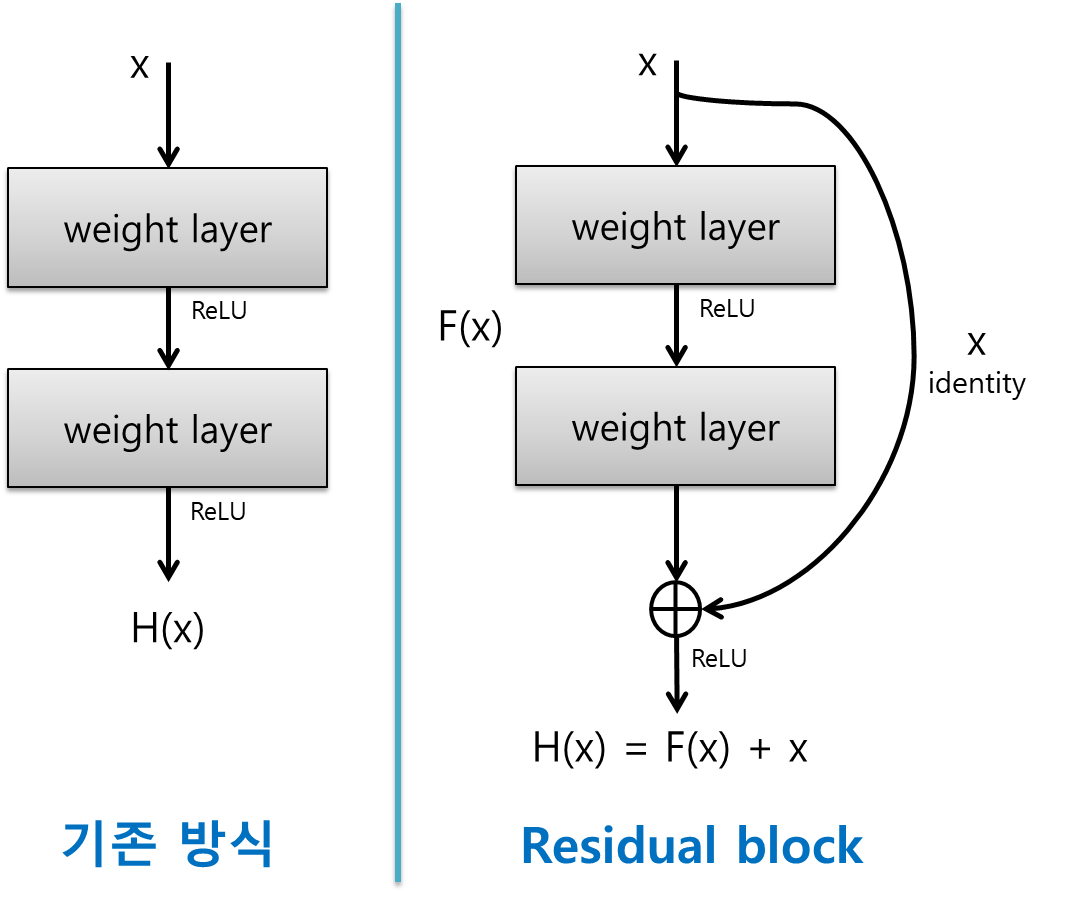 x
weight layer
ReLU
weight layer
ReLU
H(x)
기존 방식
x
weight layer
ReLU
F(x)
x
identity
weight layer
ReLU
H(x) = F(x) + x
Residual block